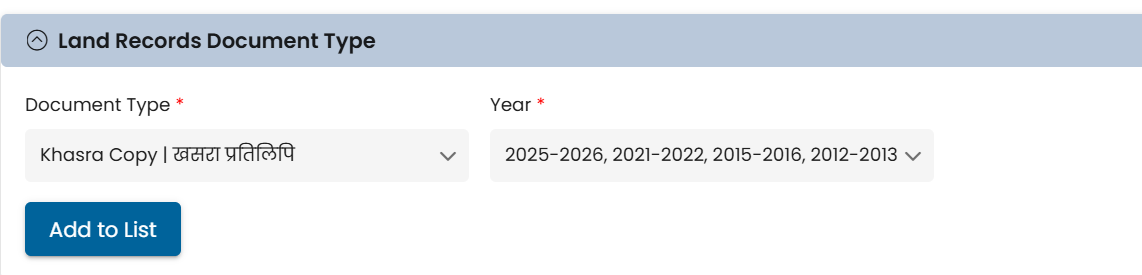 Land Records Document Type
Document Type * Year *
Khasra Copy | खसरा प्रतिलिपि 2025-2026, 2021-2022, 2015-2016, 2012-2013
Add to List